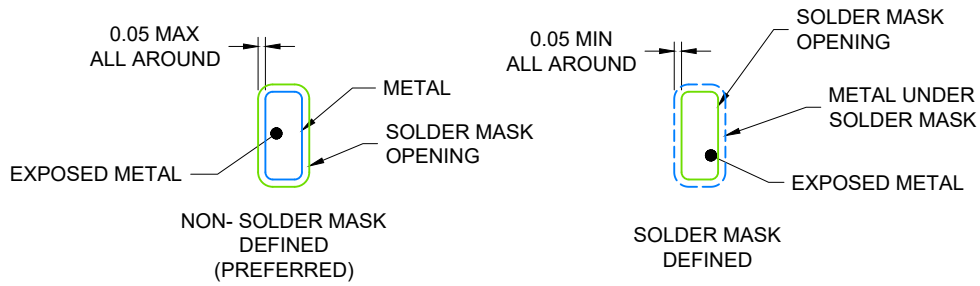 0.05 MAX
ALL AROUND
METAL
SOLDER MASK
OPENING
EXPOSED METAL
NON- SOLDER MASK
DEFINED
(PREFERRED)
0.05 MIN
ALL AROUND
SOLDER MASK
OPENING
METAL UNDER
SOLDER MASK
EXPOSED METAL
SOLDER MASK
DEFINED